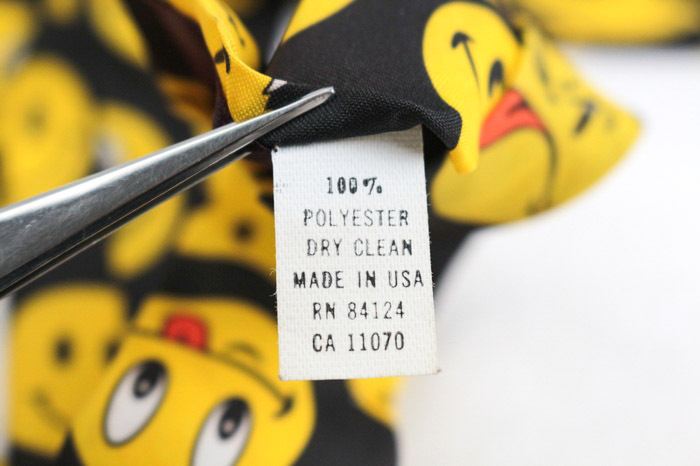 100%
POLYESTER
DRY CLEAN
MADE IN USA
RN 84124
CA 11070